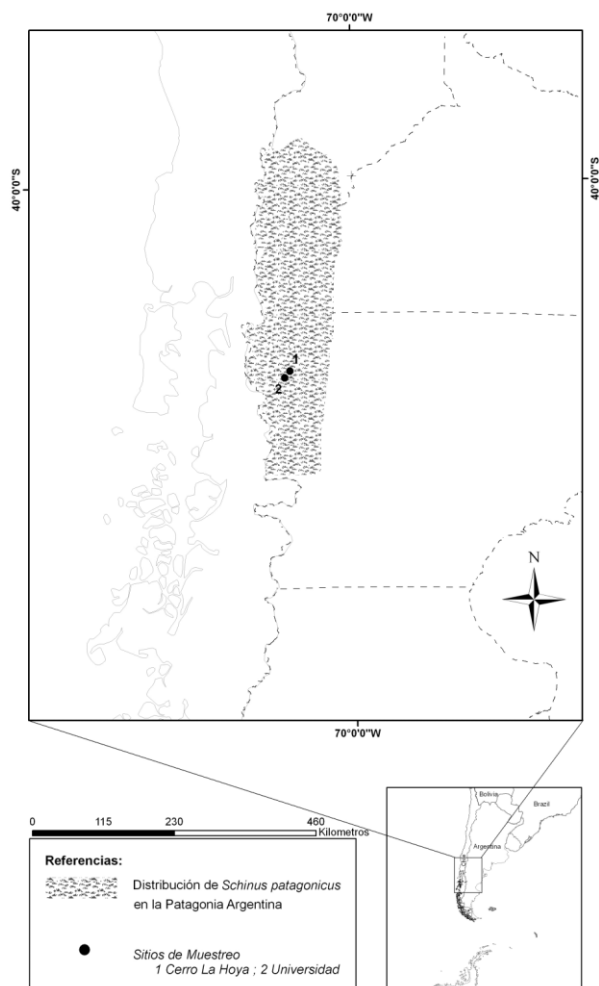 70°0'0"W
40°0'0"S
40°0'0"S
1
2
N
70°0'0"W
0 115 230 460
Kilometros
Referencias:
Distribución de Schinus patagonicus
en la Patagonia Argentina
Sitios de Muestreo
1 Cerro La Hoya ; 2 Universidad
Bolivia
Brazil
Argentina